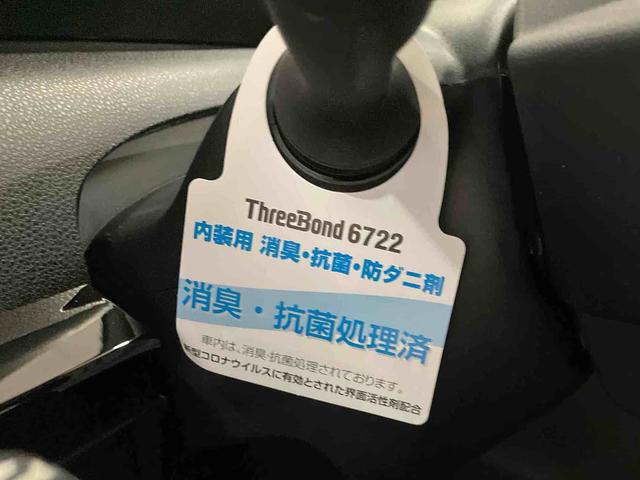 ThreeBond 6722
内装用 消臭・抗菌・防ダニ剤
消臭・抗菌処理済
車内は、消臭・抗菌処理されております。
新型コロナウイルスに有効とされた界面活性剤配合